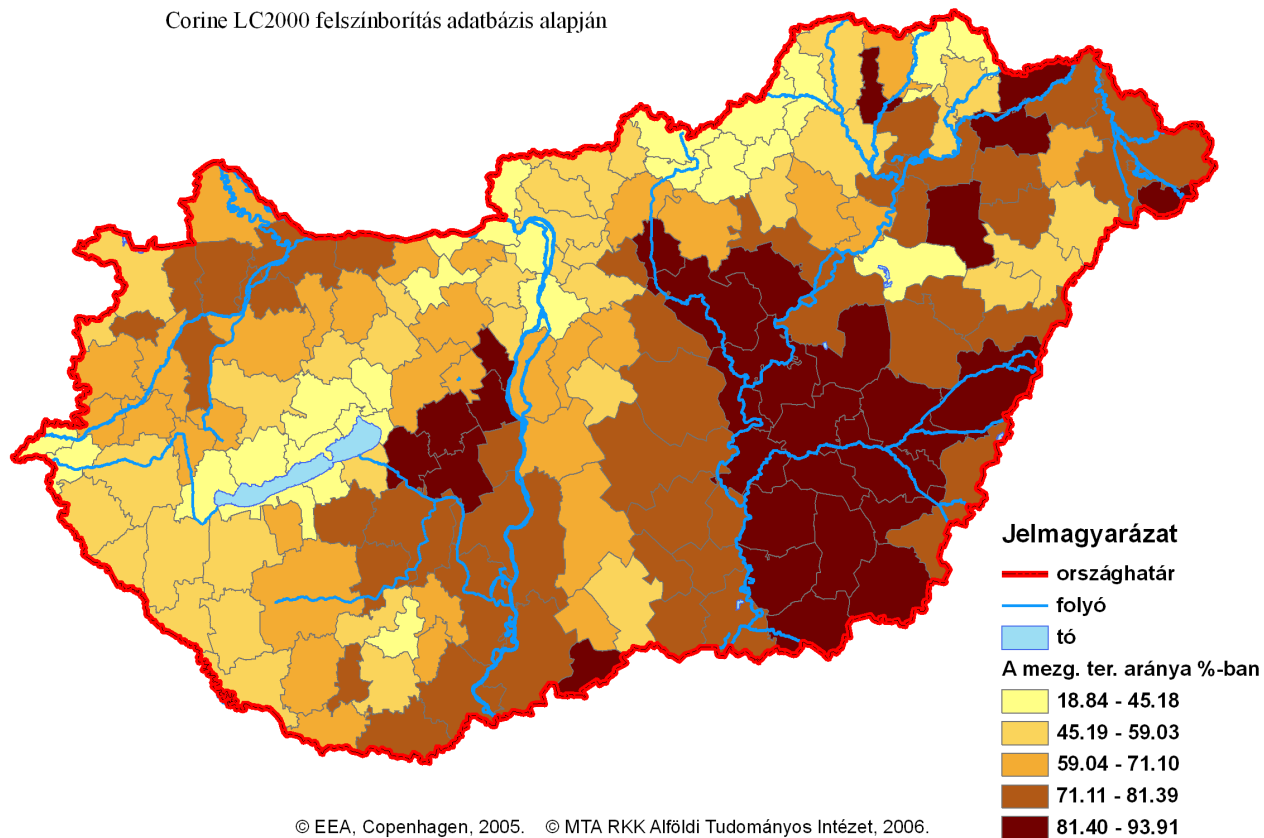 Corine LC2000 felszínborítás adatbázis alapján
Jelmagyarázat
országhatár
folyó
tó
A mezg. ter. aránya %-ban
18.84 - 45.18
45.19 - 59.03
59.04 - 71.10
71.11 - 81.39
81.40 - 93.91
© EEA, Copenhagen, 2005. © MTA RKK Alföldi Tudományos Intézet, 2006.